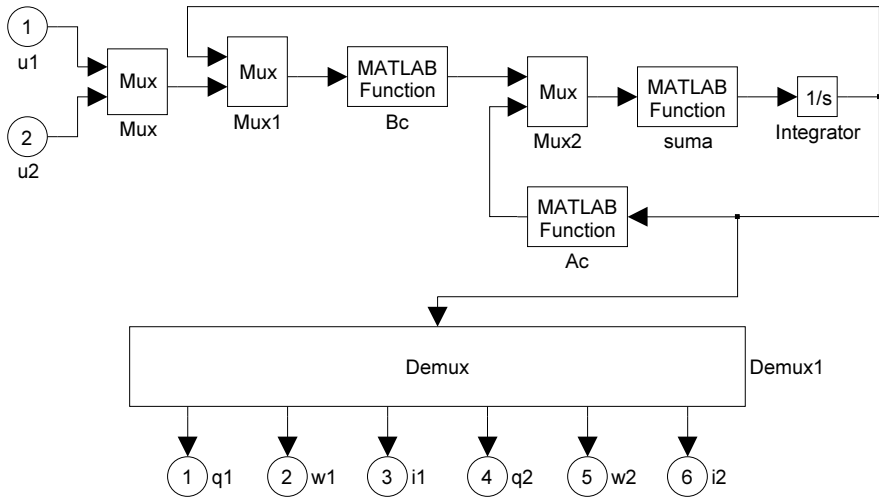 1
u1
2
u2
Mux
Mux
Mux
Mux1
MATLAB
Function
Bc
Mux
Mux2
MATLAB
Function
suma
1/s
Integrator
MATLAB
Function
Ac
Demux
Demux1
1 q1
2 w1
3 i1
4 q2
5 w2
6 i2